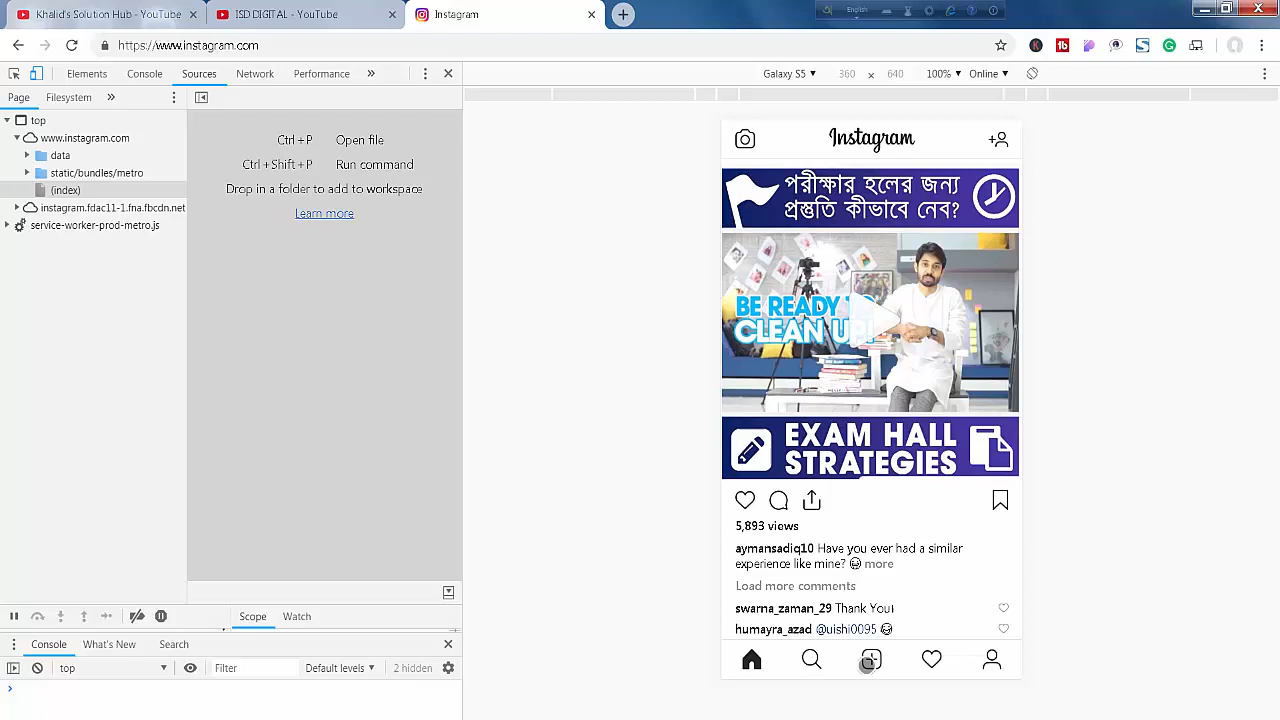 Khalid's Solution Hub - YouTube
ISD DIGITAL - YouTube
Instagram
English
https://www.instagram.com
Elements Console Sources Network Performance
Galaxy S5 360 x 640 100% Online
Page Filesystem
top
www.instagram.com
data
static/bundles/metro
(index)
instagram.fdac11-1.fna.fbcdn.net
service-worker-prod-metro.js
Ctrl+P Open file
Ctrl+Shift+P Run command
Drop in a folder to add to workspace
Learn more
Instagram
পরীক্ষার হলের জন্য
প্রস্তুতি কীভাবে নেব?
BE READY TO
CLEAN UP!
EXAM HALL
STRATEGIES
5,893 views
aymansadiq10 Have you ever had a similar
experience like mine? more
Load more comments
swarna_zaman_29 Thank You!
humayra_azad @uishi0095
Scope Watch
Console What's New Search
top Filter Default levels 2 hidden